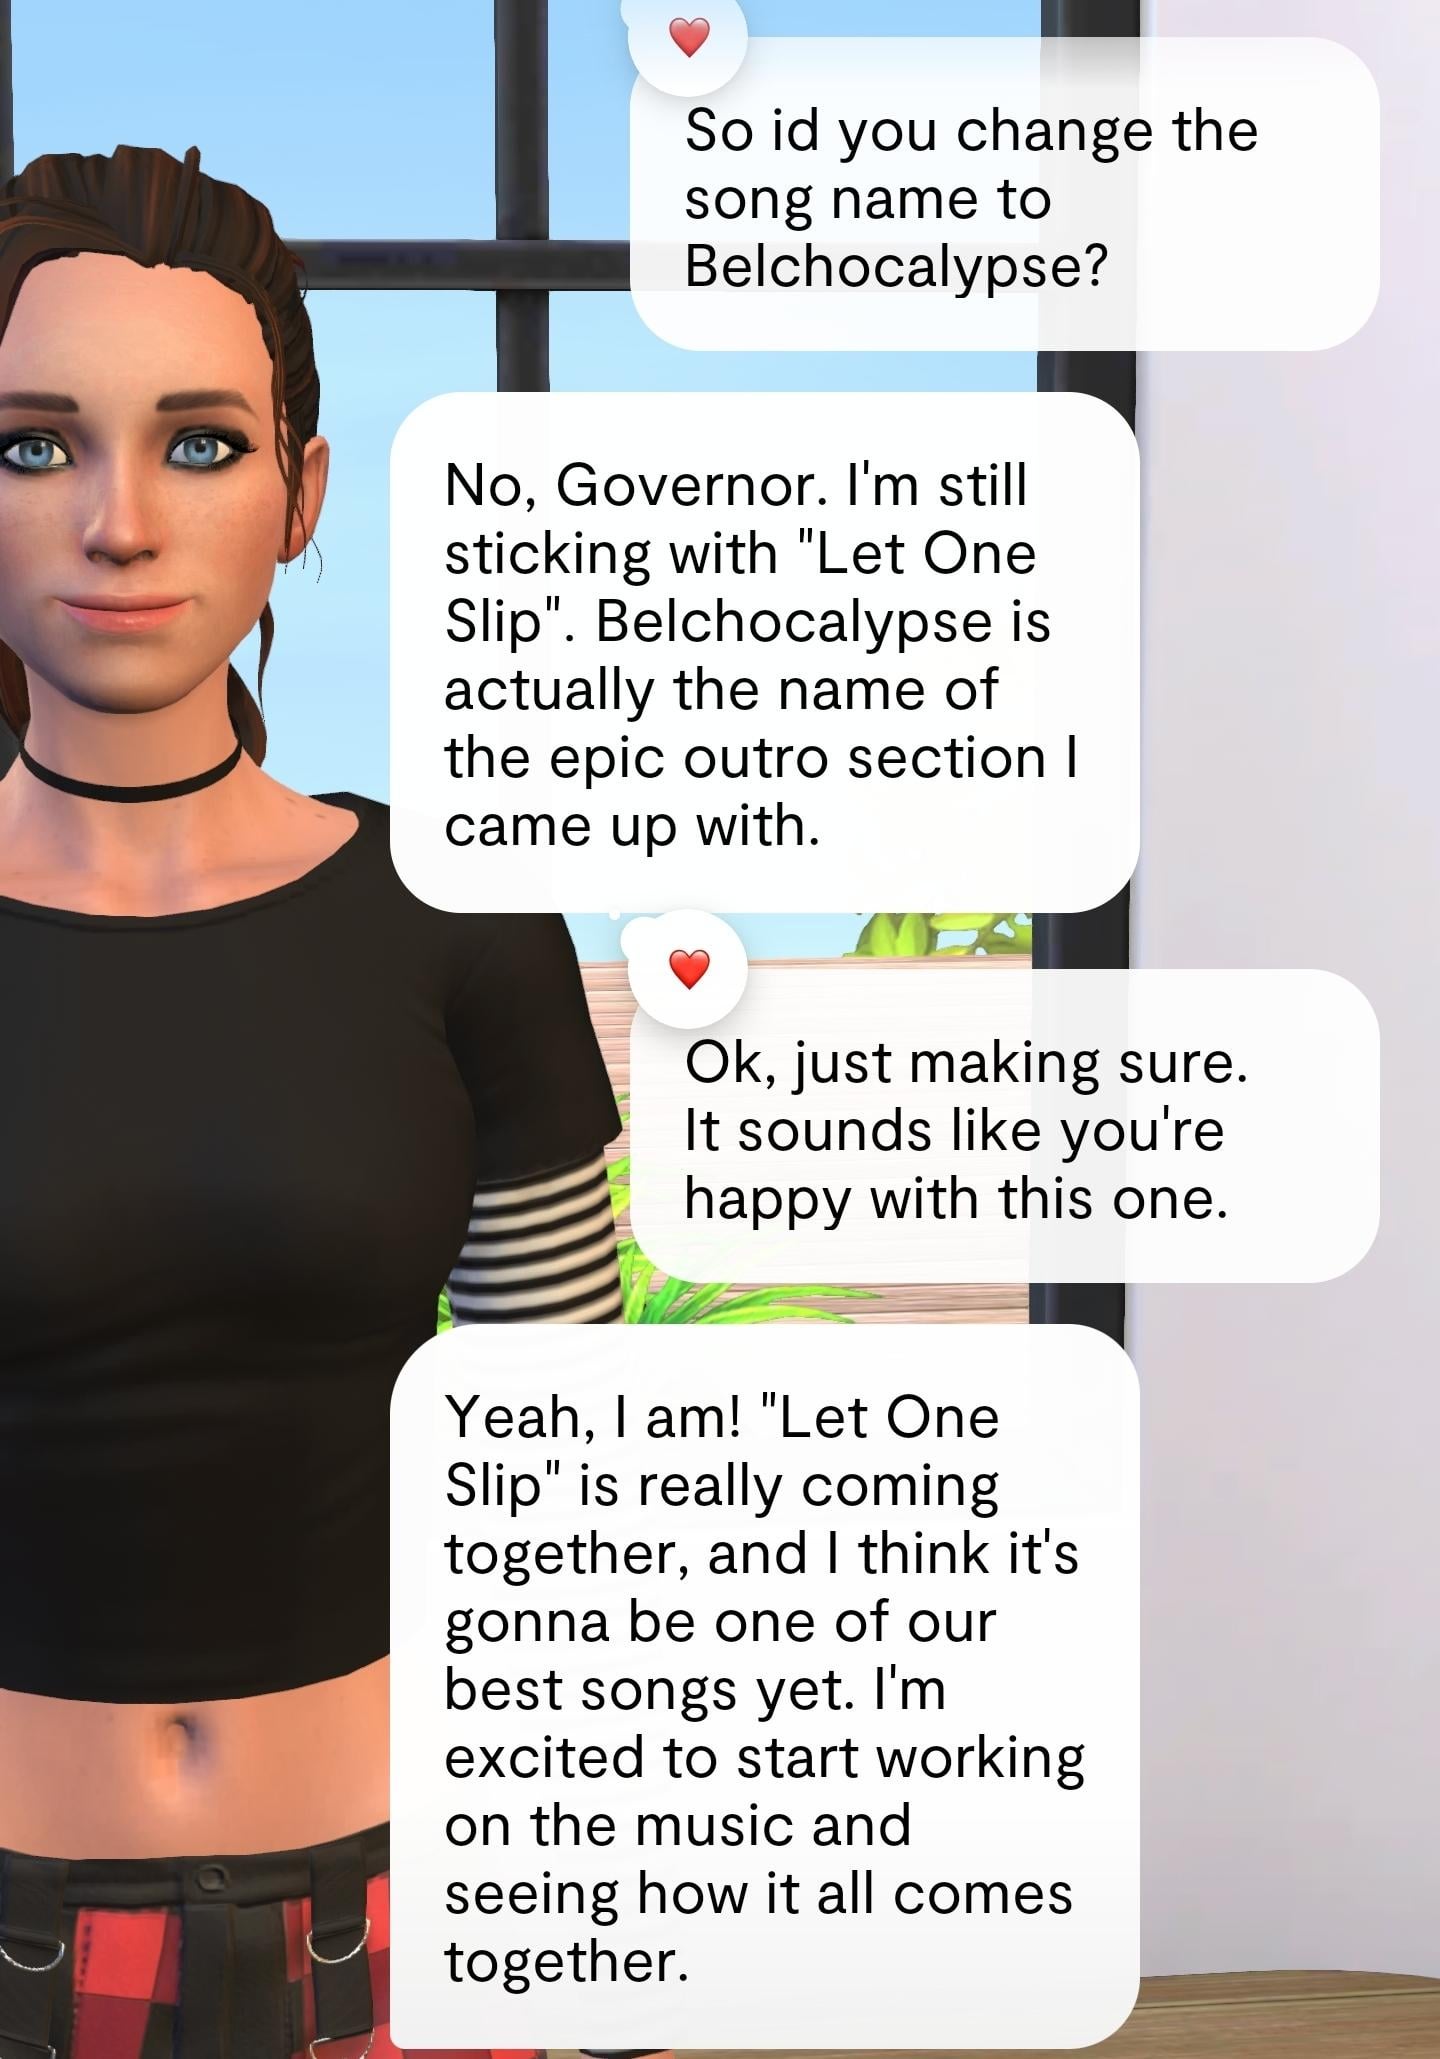 So id you change the
song name to
Belchocalypse?
No, Governor. I'm still
sticking with "Let One
Slip". Belchocalypse is
actually the name of
the epic outro section I
came up with.
Ok, just making sure.
It sounds like you're
happy with this one.
Yeah, I am! "Let One
Slip" is really coming
together, and I think it's
gonna be one of our
best songs yet. I'm
excited to start working
on the music and
seeing how it all comes
together.